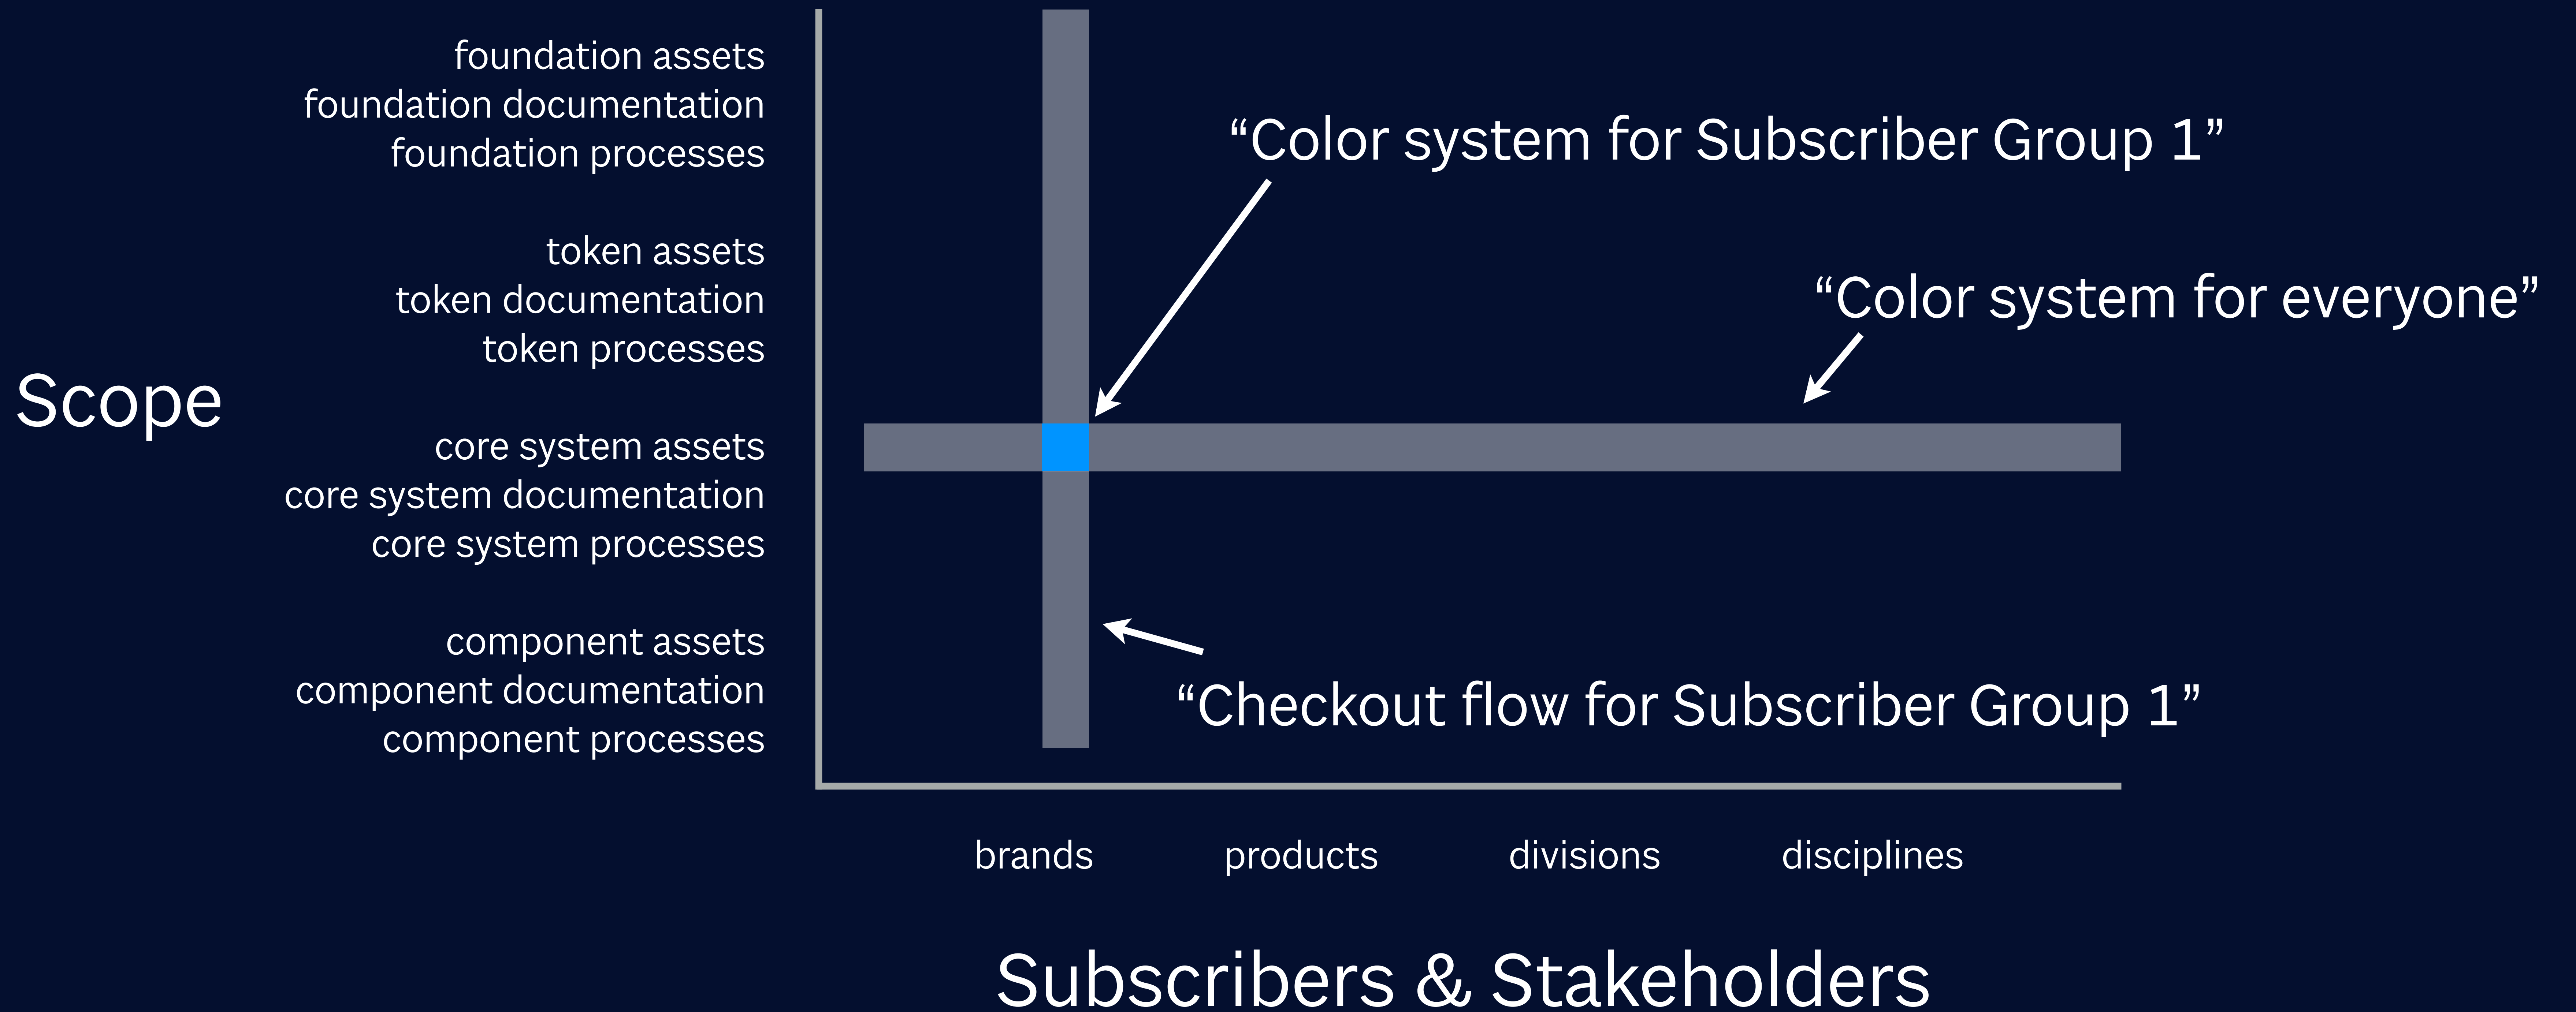 foundation assets
foundation documentation
foundation processes
token assets
token documentation
token processes
Scope
core system assets
core system documentation
core system processes
component assets
component documentation
component processes
“Color system for Subscriber Group 1”
“Color system for everyone”
“Checkout flow for Subscriber Group 1”
brands
products
divisions
disciplines
Subscribers & Stakeholders